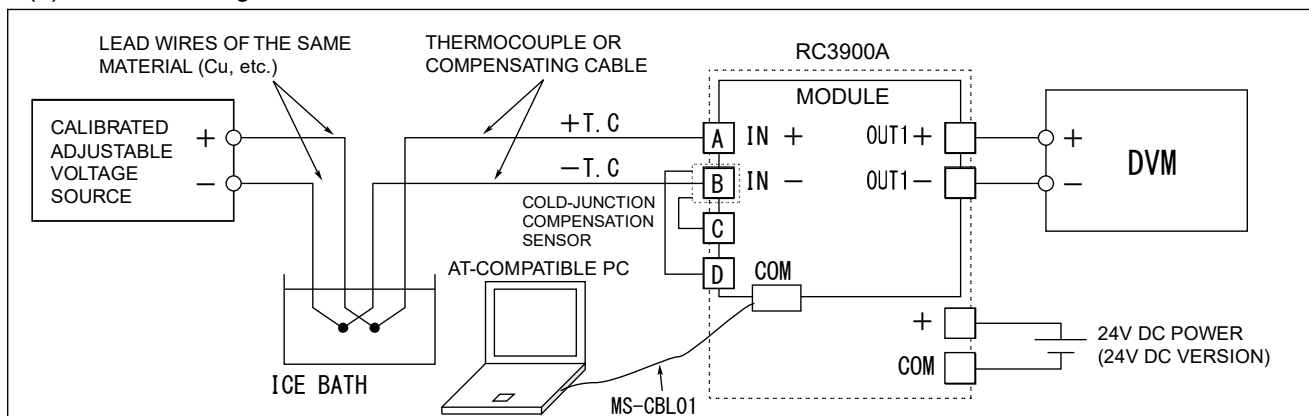 LEAD WIRES OF THE SAME
MATERIAL (Cu, etc.)
THERMOCOUPLE OR
COMPENSATING CABLE
RC3900A
MODULE
CALIBRATED
ADJUSTABLE
VOLTAGE
SOURCE
+
−
+T.C
−T.C
A
IN +
B
IN −
C
D
OUT1+
OUT1−
+
−
DVM
COLD-JUNCTION
COMPENSATION
SENSOR
AT-COMPATIBLE PC
COM
ICE BATH
MS-CBL01
+
COM
24V DC POWER
(24V DC VERSION)